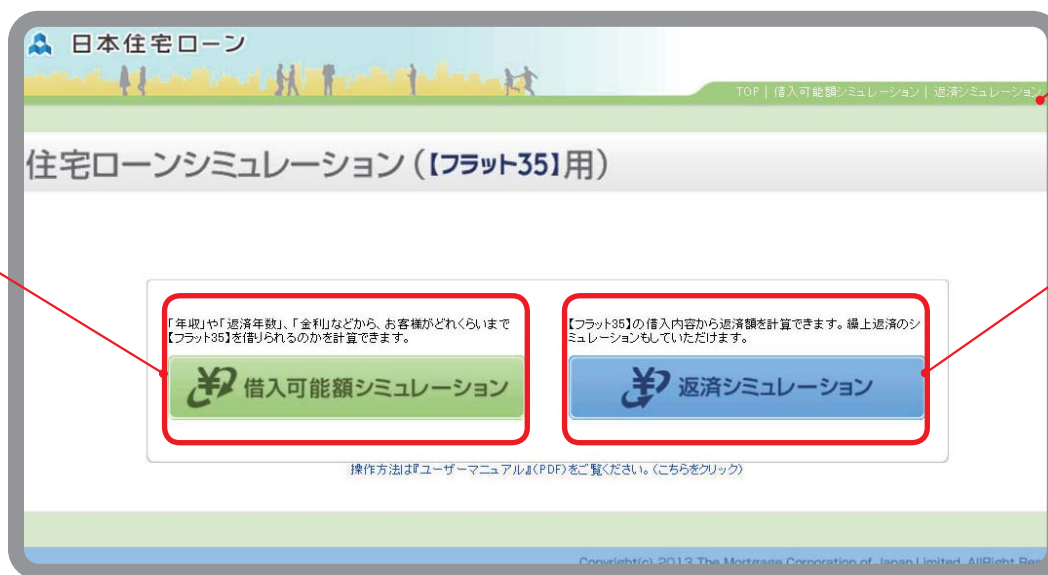 日本住宅ローン
TOP | 借入可能額シミュレーション | 返済シミュレーション
住宅ローンシミュレーション(【フラット35】用)
「年収」や「返済年数」、「金利」などから、お客様がどれくらいまで
【フラット35】を借りられるのかを計算できます。
借入可能額シミュレーション
【フラット35】の借入内容から返済額を計算できます。繰上返済のシ
ミュレーションもしていただけます。
返済シミュレーション
操作方法は『ユーザーマニュアル』(PDF)をご覧ください。(こちらをクリック)
Copyright(c) 2013 The Mortgage Corporation of Japan Limited, AllRight